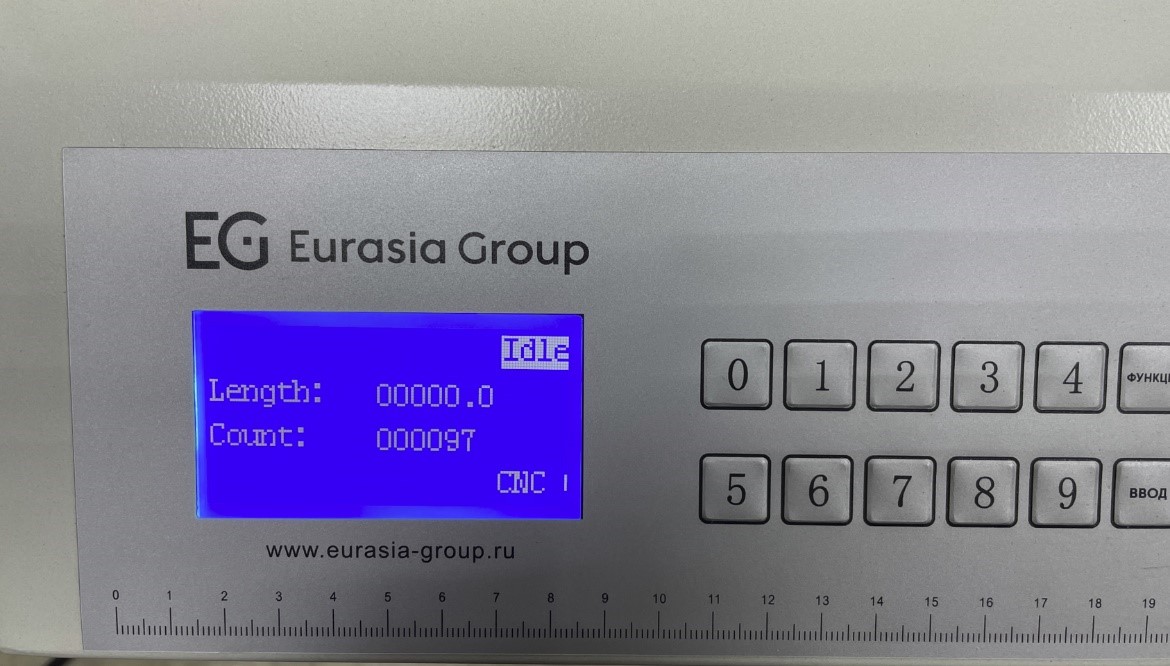 EG Eurasia Group
Idle
Length: 00000.0
Count: 000097
CNC
www.eurasia-group.ru
0 1 2 3 4
5 6 7 8 9 ВВОД
0 1 2 3 4 5 6 7 8 9 10 11 12 13 14 15 16 17 18 19